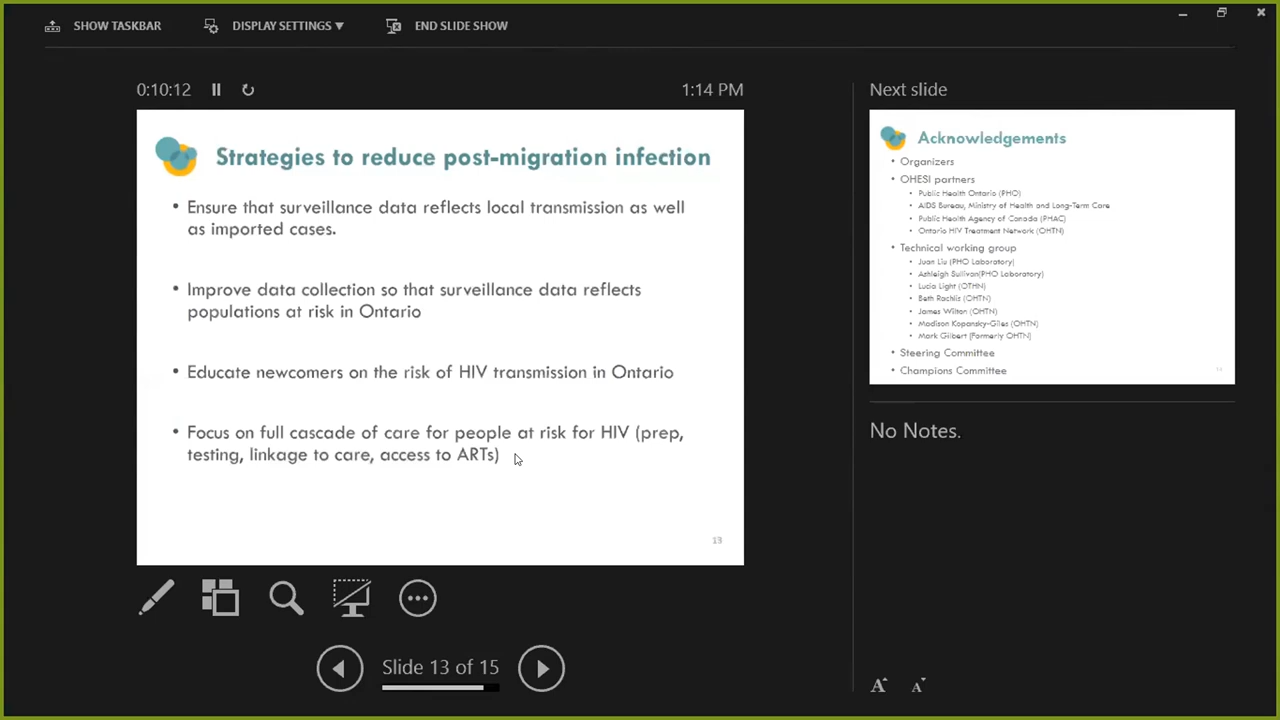 SHOW TASKBAR
DISPLAY SETTINGS ▼
END SLIDE SHOW
0:10:12
1:14 PM
Strategies to reduce post-migration infection
• Ensure that surveillance data reflects local transmission as well
as imported cases.
• Improve data collection so that surveillance data reflects
populations at risk in Ontario
• Educate newcomers on the risk of HIV transmission in Ontario
• Focus on full cascade of care for people at risk for HIV (prep,
testing, linkage to care, access to ARTs)
13
Slide 13 of 15
Next slide
Acknowledgements
• Organizers
• OHESI partners
• Public Health Ontario (PHO)
• AIDS Bureau, Ministry of Health and Long-Term Care
• Public Health Agency of Canada (PHAC)
• Ontario HIV Treatment Network (OHTN)
• Technical working group
• Juan Liu (PHO Laboratory)
• Ashleigh Sullivan(PHO Laboratory)
• Lucia Light (OTHN)
• Beth Rachlis (OHTN)
• James Wilton (OHTN)
• Madison Kopansky-Giles (OHTN)
• Mark Gilbert (Formerly OHTN)
• Steering Committee
• Champions Committee
No Notes.
A A